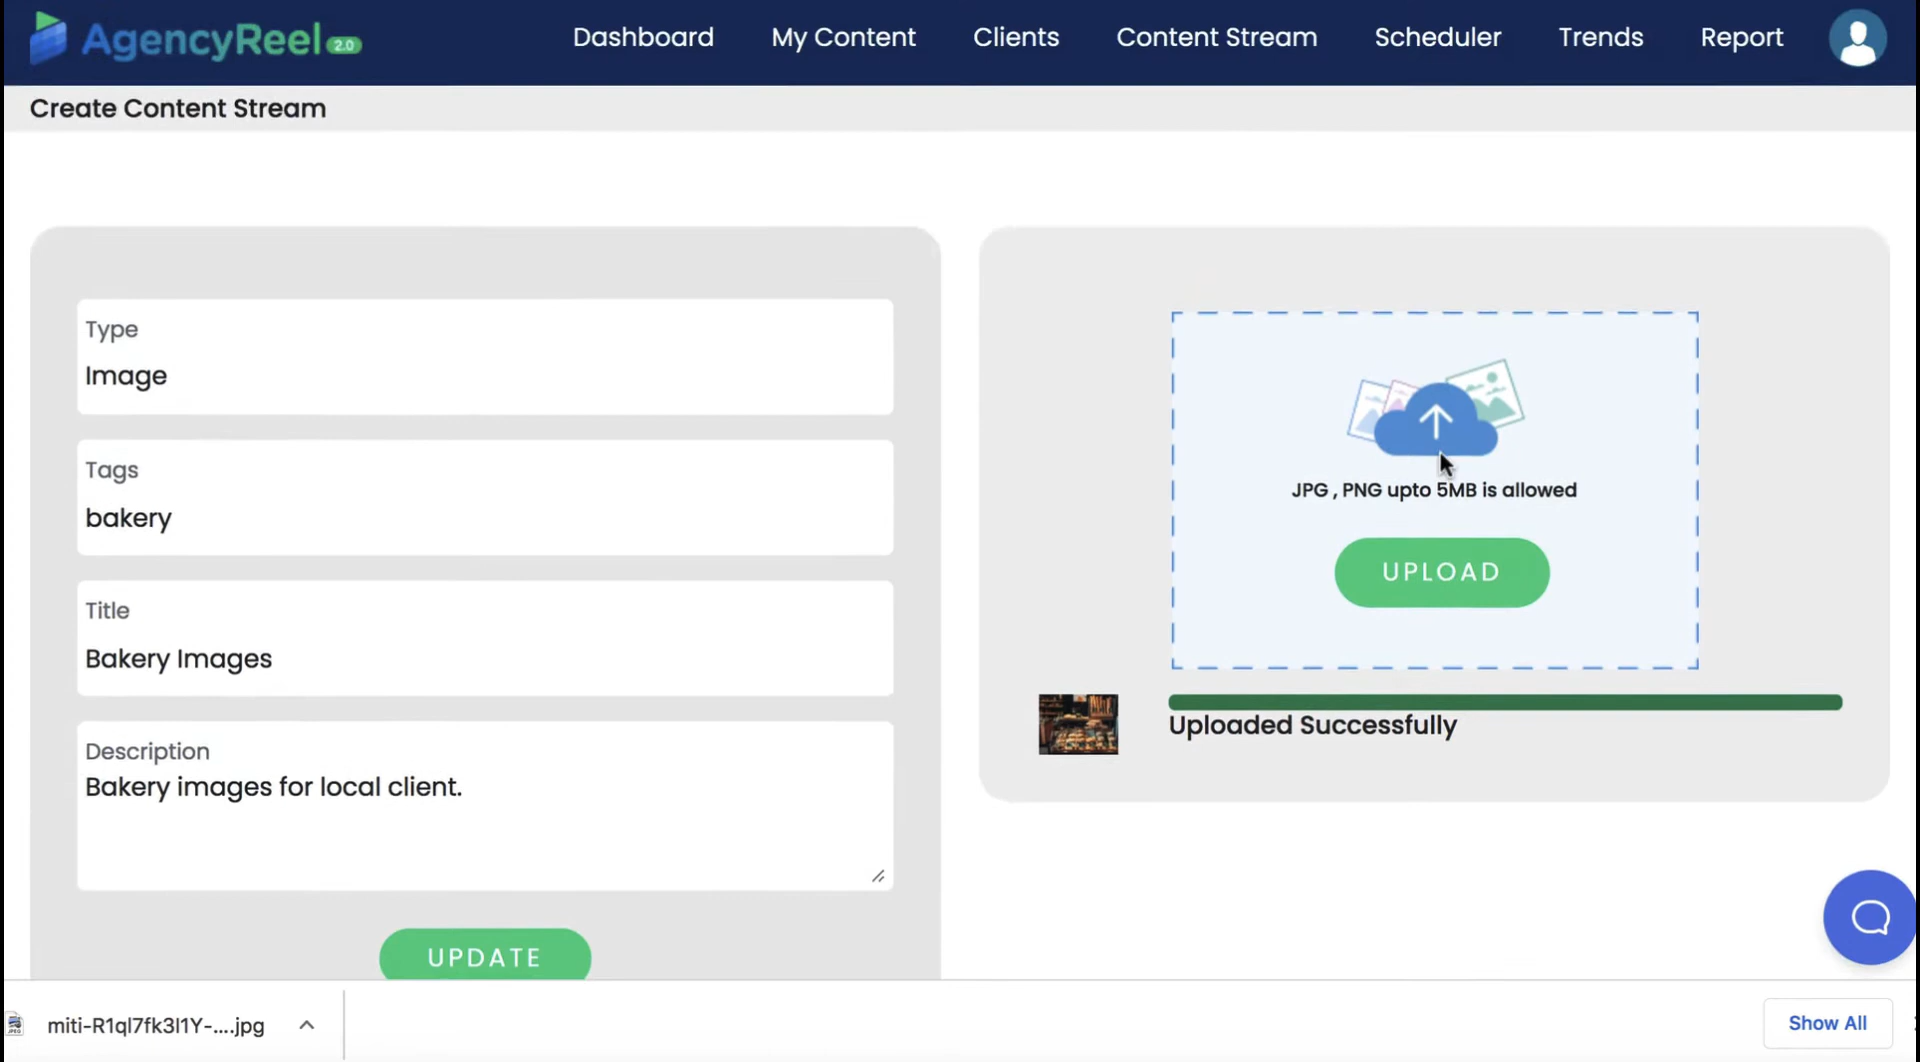 AgencyReel 2.0
Dashboard
My Content
Clients
Content Stream
Scheduler
Trends
Report
Create Content Stream
Type
Image
Tags
bakery
Title
Bakery Images
Description
Bakery images for local client.
UPDATE
JPG , PNG upto 5MB is allowed
UPLOAD
Uploaded Successfully
miti-R1ql7fk3l1Y-....jpg
Show All